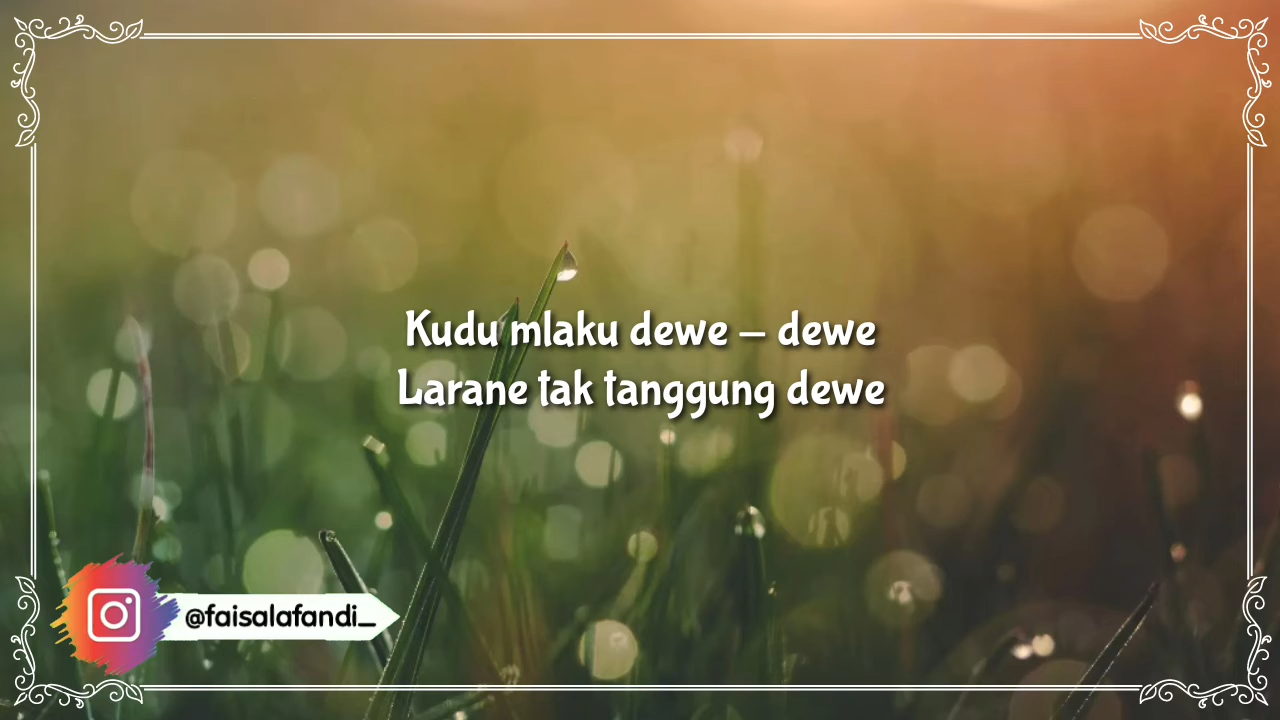 Kudu mlaku dewe – dewe
Larane tak tanggung dewe
@faisalafandi_